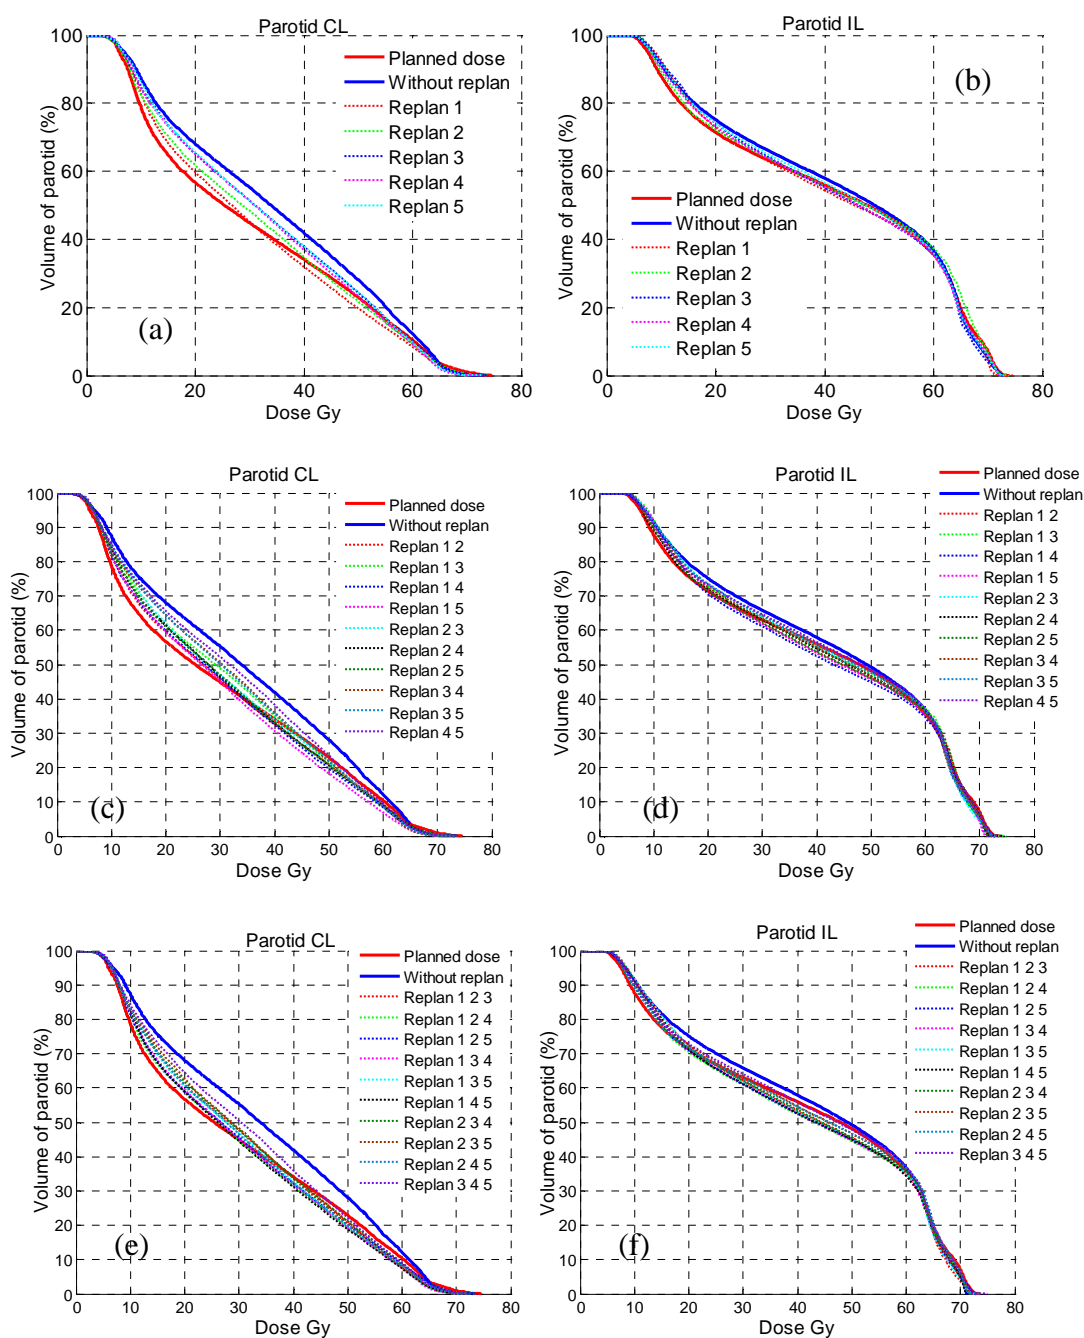 Parotid CL
Volume of parotid (%)
100
80
60
40
20
0
0 20 40 60 80
Dose Gy
Planned dose
Without replan
Replan 1
Replan 2
Replan 3
Replan 4
Replan 5
(a)
Parotid IL
Volume of parotid (%)
100
80
60
40
20
0
0 20 40 60 80
Dose Gy
Planned dose
Without replan
Replan 1
Replan 2
Replan 3
Replan 4
Replan 5
(b)
Parotid CL
Volume of parotid (%)
100
90
80
70
60
50
40
30
20
10
0
0 10 20 30 40 50 60 70 80
Dose Gy
Planned dose
Without replan
Replan 1 2
Replan 1 3
Replan 1 4
Replan 1 5
Replan 2 3
Replan 2 4
Replan 2 5
Replan 3 4
Replan 3 5
Replan 4 5
(c)
Parotid IL
Volume of parotid (%)
100
90
80
70
60
50
40
30
20
10
0
0 10 20 30 40 50 60 70 80
Dose Gy
Planned dose
Without replan
Replan 1 2
Replan 1 3
Replan 1 4
Replan 1 5
Replan 2 3
Replan 2 4
Replan 2 5
Replan 3 4
Replan 3 5
Replan 4 5
(d)
Parotid CL
Volume of parotid (%)
100
90
80
70
60
50
40
30
20
10
0
0 10 20 30 40 50 60 70 80
Dose Gy
Planned dose
Without replan
Replan 1 2 3
Replan 1 2 4
Replan 1 2 5
Replan 1 3 4
Replan 1 3 5
Replan 1 4 5
Replan 2 3 4
Replan 2 3 5
Replan 2 4 5
Replan 3 4 5
(e)
Parotid IL
Volume of parotid (%)
100
90
80
70
60
50
40
30
20
10
0
0 10 20 30 40 50 60 70 80
Dose Gy
Planned dose
Without replan
Replan 1 2 3
Replan 1 2 4
Replan 1 2 5
Replan 1 3 4
Replan 1 3 5
Replan 1 4 5
Replan 2 3 4
Replan 2 3 5
Replan 2 4 5
Replan 3 4 5
(f)